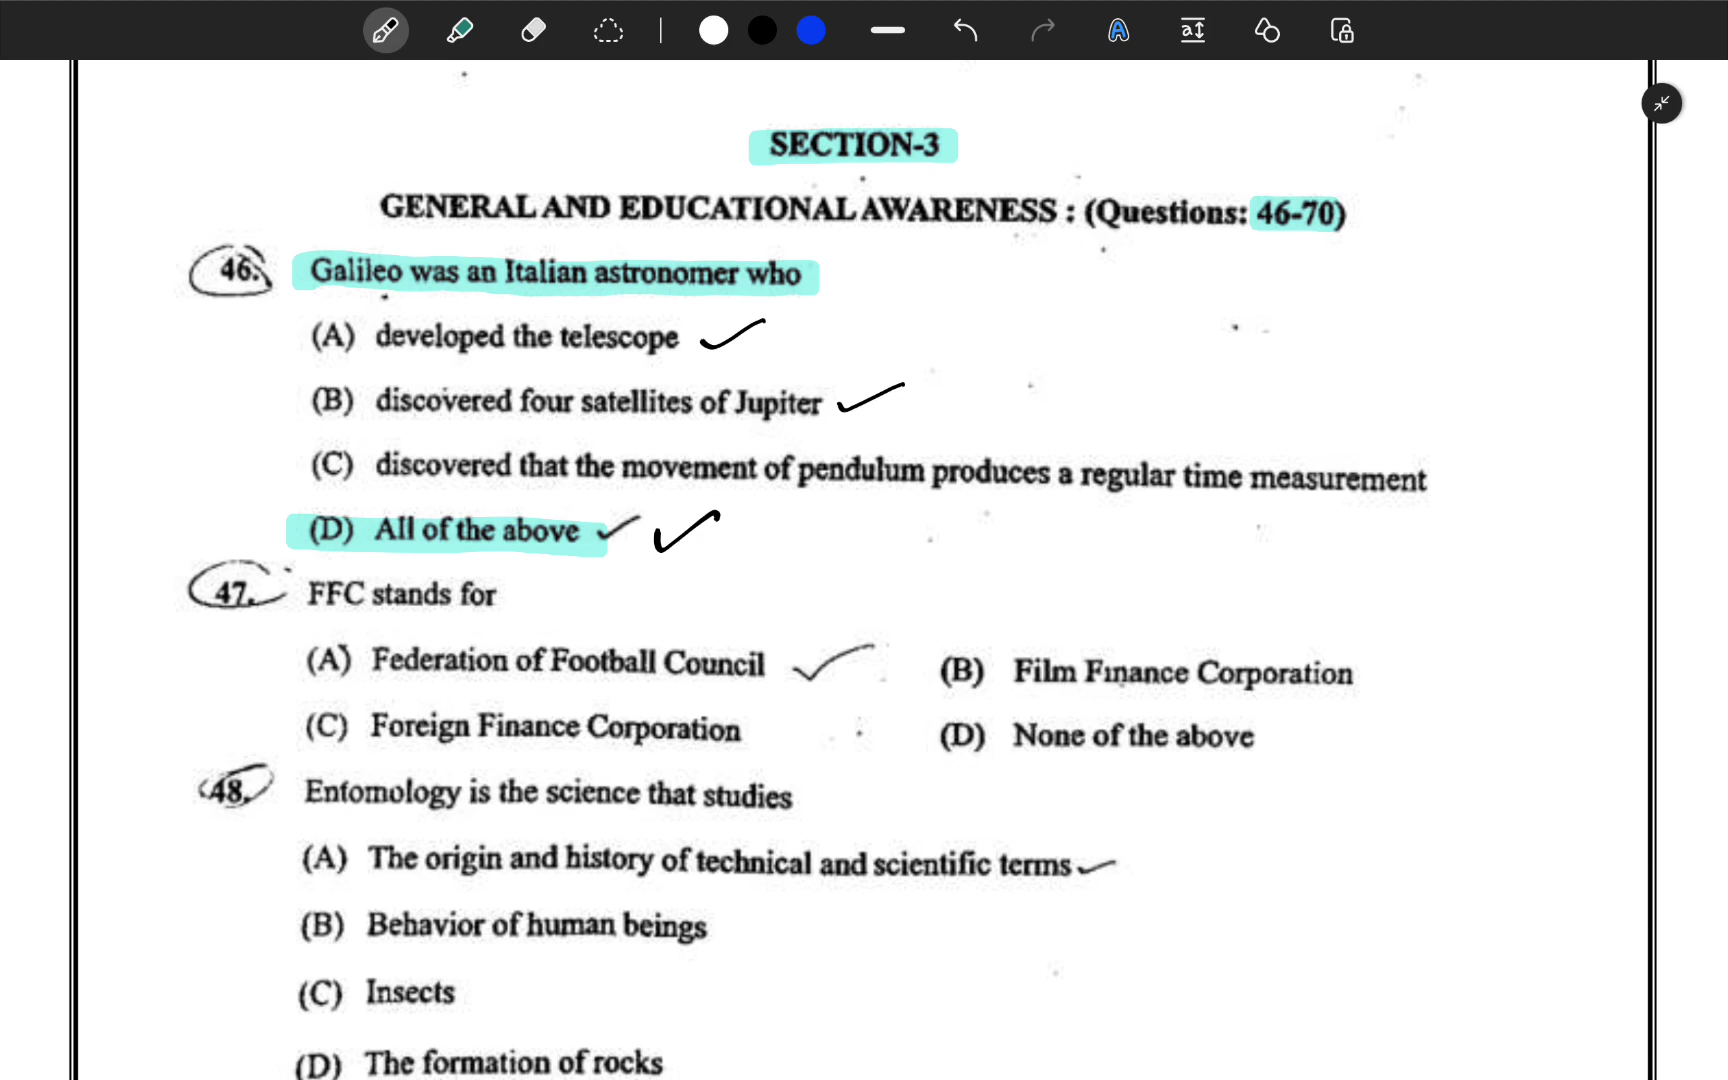 SECTION-3
GENERAL AND EDUCATIONAL AWARENESS : (Questions: 46-70)
46. Galileo was an Italian astronomer who
(A) developed the telescope
(B) discovered four satellites of Jupiter
(C) discovered that the movement of pendulum produces a regular time measurement
(D) All of the above
47. FFC stands for
(A) Federation of Football Council (B) Film Finance Corporation
(C) Foreign Finance Corporation (D) None of the above
48. Entomology is the science that studies
(A) The origin and history of technical and scientific terms
(B) Behavior of human beings
(C) Insects
(D) The formation of rocks